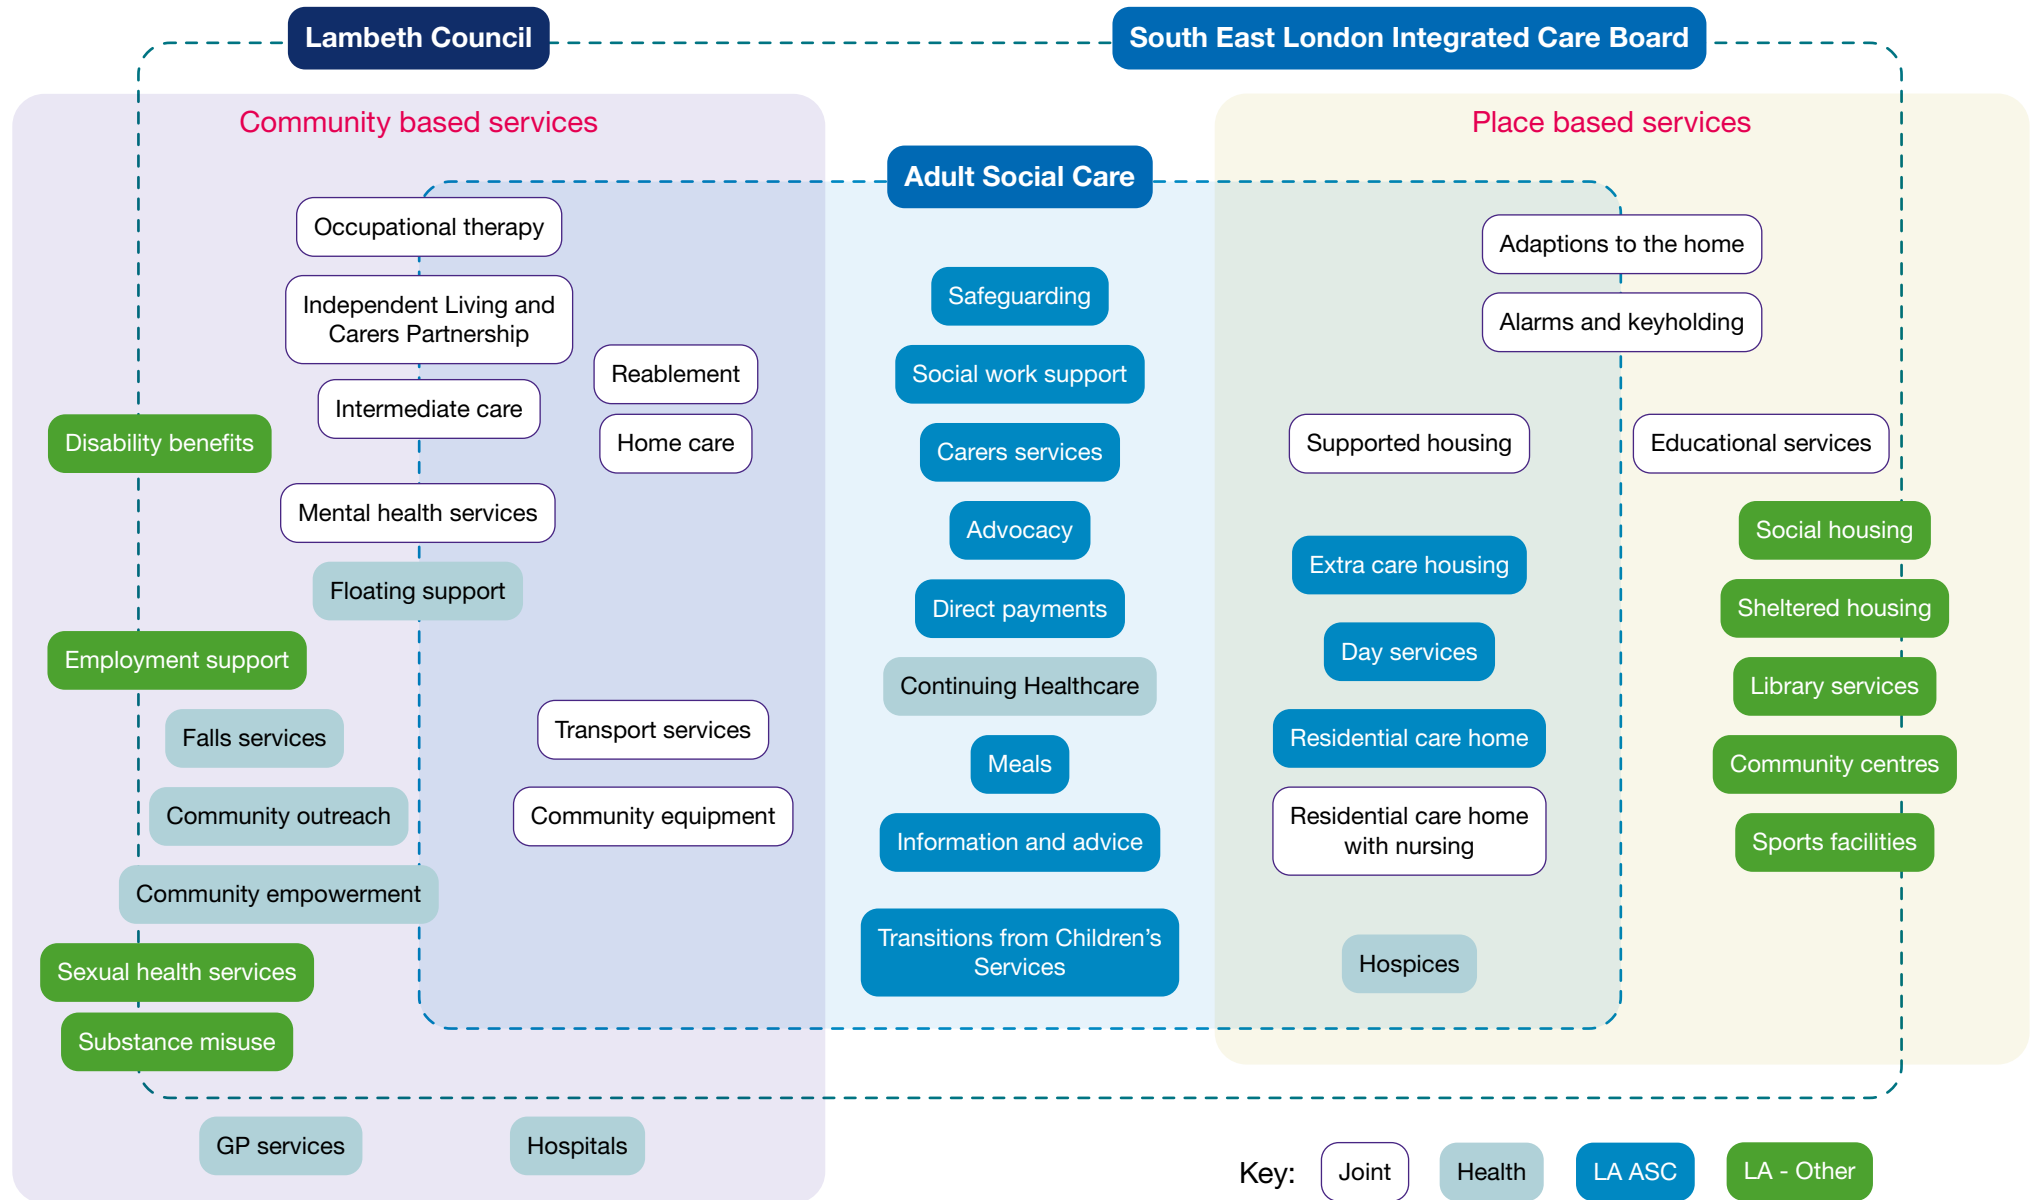 Lambeth Council
South East London Integrated Care Board
Community based services
Place based services
Adult Social Care
Occupational therapy
Independent Living and
Carers Partnership
Reablement
Intermediate care
Home care
Disability benefits
Mental health services
Floating support
Employment support
Falls services
Transport services
Community outreach
Community equipment
Community empowerment
Sexual health services
Substance misuse
GP services
Hospitals
Safeguarding
Social work support
Carers services
Advocacy
Direct payments
Continuing Healthcare
Meals
Information and advice
Transitions from Children’s
Services
Adaptions to the home
Alarms and keyholding
Supported housing
Educational services
Extra care housing
Day services
Residential care home
Residential care home
with nursing
Hospices
Social housing
Sheltered housing
Library services
Community centres
Sports facilities
Key:
Joint
Health
LA ASC
LA - Other